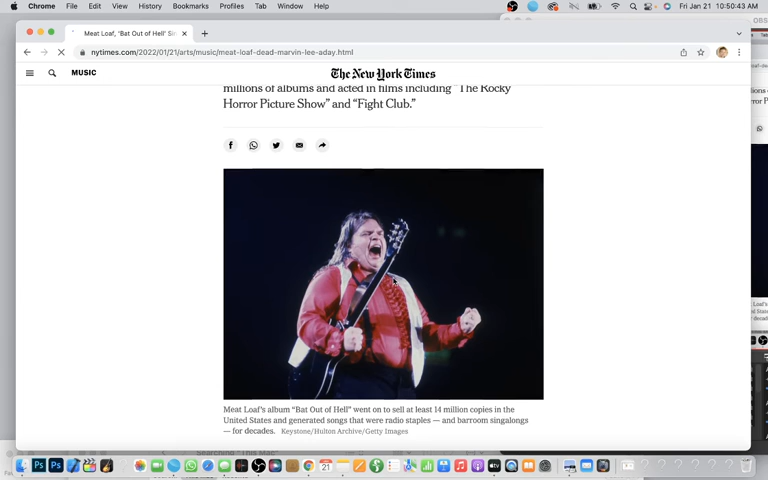 Chrome File Edit View History Bookmarks Profiles Tab Window Help Fri Jan 21 10:50:43 AM
Meat Loaf, 'Bat Out of Hell' Sin
nytimes.com/2022/01/21/arts/music/meat-loaf-dead-marvin-lee-aday.html
MUSIC The New York Times
millions of albums and acted in films including "The Rocky
Horror Picture Show" and "Fight Club."
Meat Loaf's album "Bat Out of Hell" went on to sell at least 14 million copies in the
United States and generated songs that were radio staples — and barroom singalongs
— for decades. Keystone/Hulton Archive/Getty Images
Searching "This Mac"